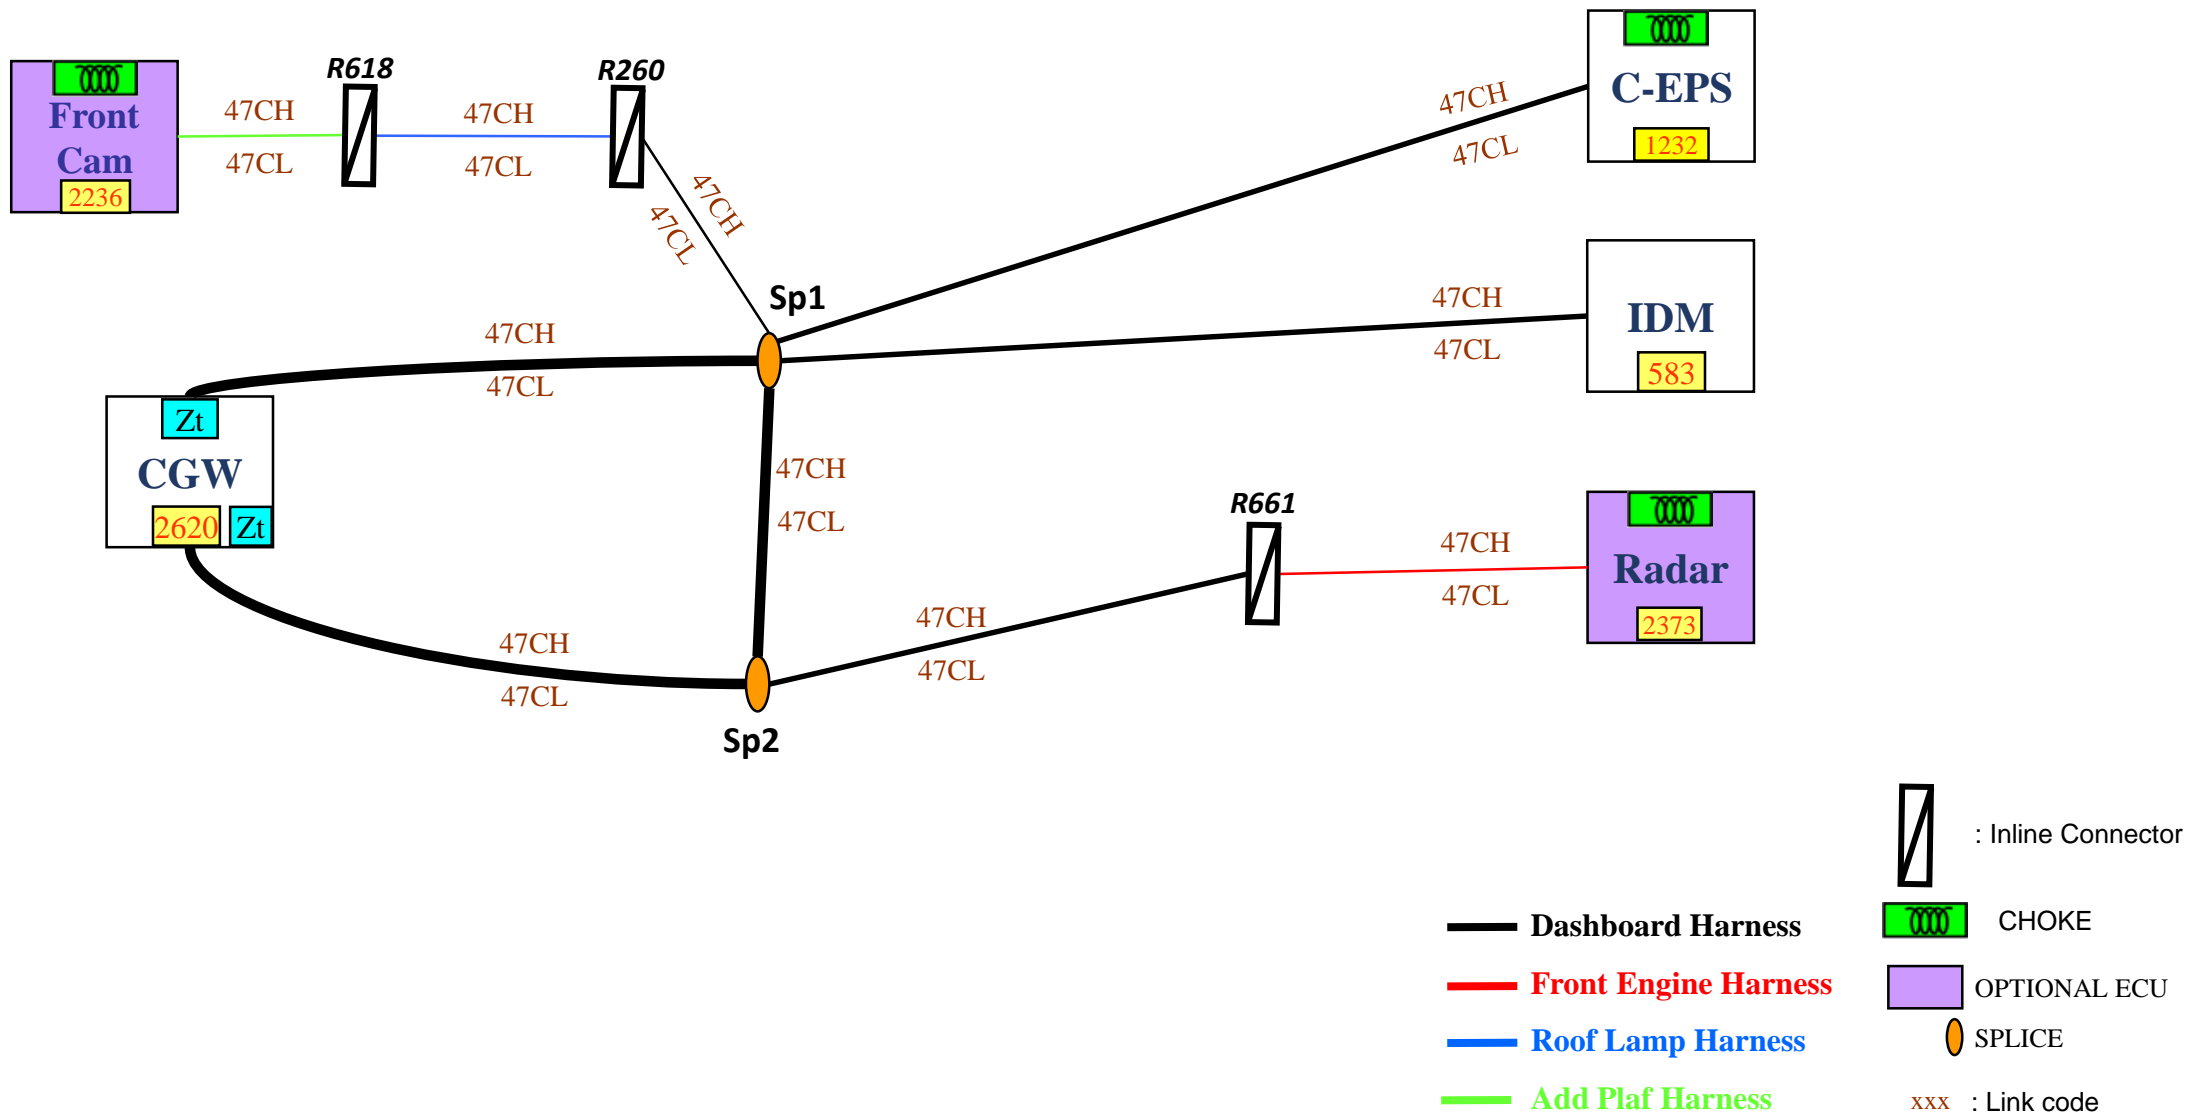 R618
R260
47CH
47CL
47CH
47CL
47CH
47CL
Front
Cam
2236
47CH
47CL
C-EPS
1232
Sp1
47CH
47CL
IDM
583
47CH
47CL
Zt
CGW
2620
Zt
47CH
47CL
R661
47CH
47CL
Radar
2373
47CH
47CL
47CH
47CL
Sp2
: Inline Connector
Dashboard Harness
CHOKE
Front Engine Harness
OPTIONAL ECU
Roof Lamp Harness
SPLICE
Add Plaf Harness
xxx : Link code